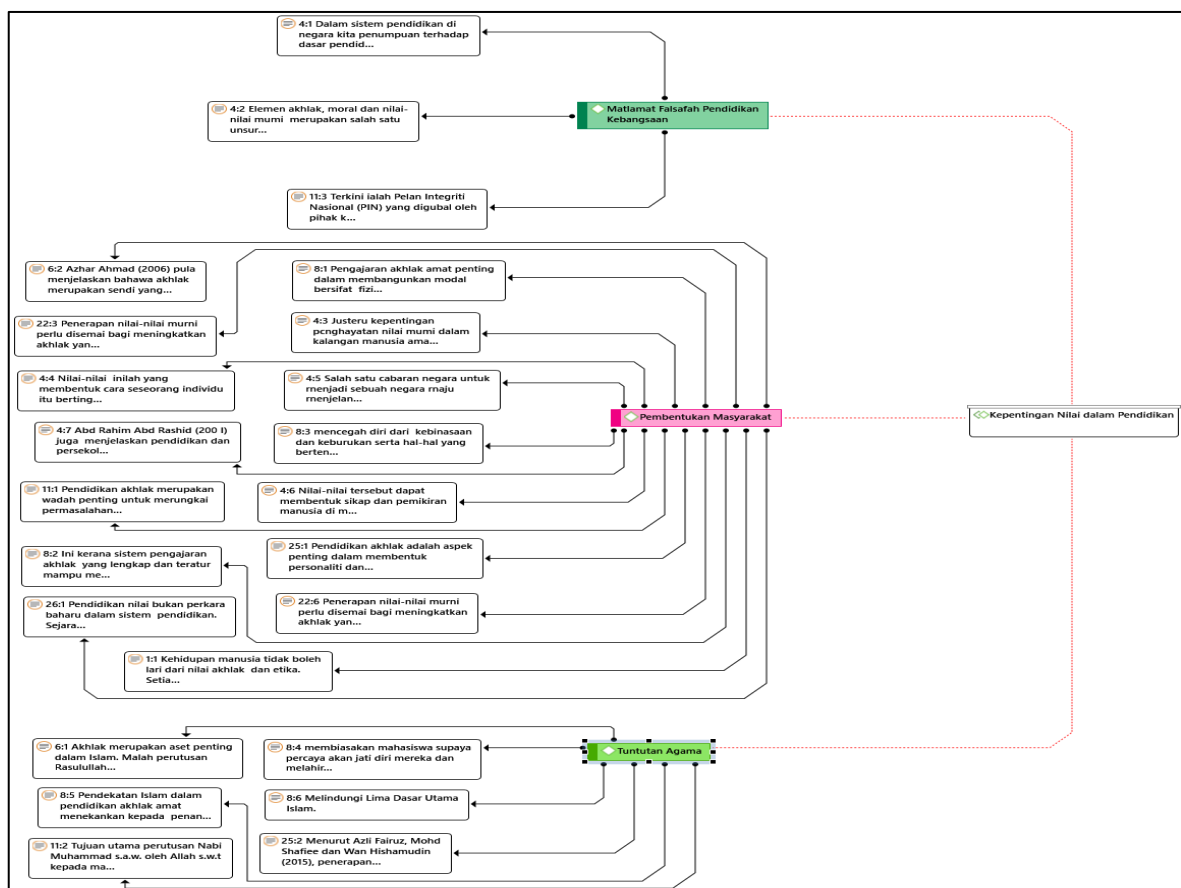 4:1 Dalam sistem pendidikan di
negara kita penumpuan terhadap
dasar pendid...
4:2 Elemen akhlak, moral dan nilai-
nilai mumi merupakan salah satu
unsur...
Matlamat Falsafah Pendidikan
Kebangsaan
11:3 Terkini ialah Pelan Integriti
Nasional (PIN) yang digubal oleh
pihak k...
6:2 Azhar Ahmad (2006) pula
menjelaskan bahawa akhlak
merupakan sendi yang...
8:1 Pengajaran akhlak amat penting
dalam membangunkan modal
bersifat fizi...
22:3 Penerapan nilai-nilai murni
perlu disemai bagi meningkatkan
akhlak yan...
4:3 Justeru kepentingan
pcnghayatan nilai mumi dalam
kalangan manusia ama...
4:4 Nilai-nilai inilah yang
membentuk cara seseorang individu
itu berting...
4:5 Salah satu cabaran negara untuk
rnenjadi sebuah negara rnaju
rnenjelan...
Pembentukan Masyarakat
Kepentingan Nilai dalam Pendidikan
4:7 Abd Rahim Abd Rashid (200 I)
juga menjelaskan pendidikan dan
persekol...
8:3 mencegah diri dari kebinasaan
dan keburukan serta hal-hal yang
berten...
11:1 Pendidikan akhlak merupakan
wadah penting untuk merungkai
permasalahan...
4:6 Nilai-nilai tersebut dapat
membentuk sikap dan pemikiran
manusia di m...
8:2 Ini kerana sistem pengajaran
akhlak yang lengkap dan teratur
mampu me...
25:1 Pendidikan akhlak adalah aspek
penting dalam membentuk
personaliti dan...
26:1 Pendidikan nilai bukan perkara
baharu dalam sistem pendidikan.
Sejara...
22:6 Penerapan nilai-nilai murni
perlu disemai bagi meningkatkan
akhlak yan...
1:1 Kehidupan manusia tidak boleh
lari dari nilai akhlak dan etika.
Setia...
6:1 Akhlak merupakan aset penting
dalam Islam. Malah perutusan
Rasulullah...
8:4 membiasakan mahasiswa supaya
percaya akan jati diri mereka dan
melahir...
Tuntutan Agama
8:5 Pendekatan Islam dalam
pendidikan akhlak amat
menekankan kepada penan...
8:6 Melindungi Lima Dasar Utama
Islam.
11:2 Tujuan utama perutusan Nabi
Muhammad s.a.w. oleh Allah s.w.t
kepada ma...
25:2 Menurut Azli Fairuz, Mohd
Shafiee dan Wan Hishamudin
(2015), penerapan...